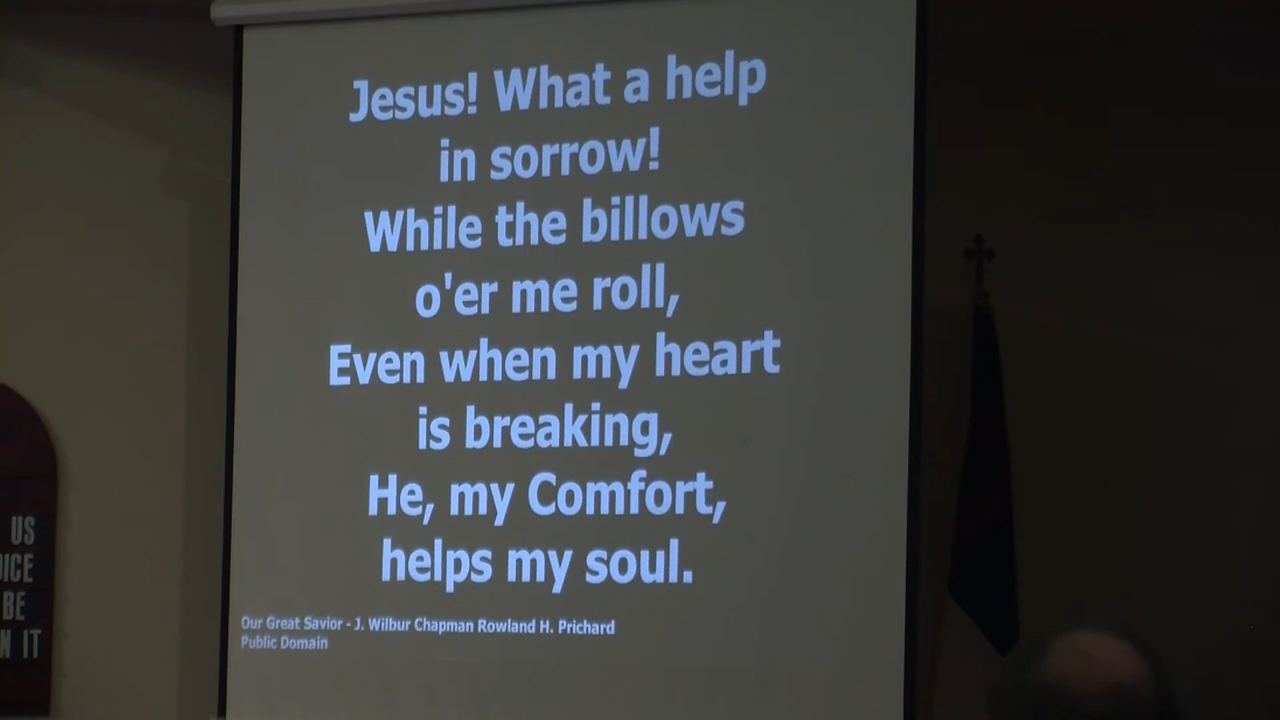 Jesus! What a help
in sorrow!
While the billows
o'er me roll,
Even when my heart
is breaking,
He, my Comfort,
helps my soul.
Our Great Savior - J. Wilbur Chapman Rowland H. Prichard
Public Domain
US
BE
IT